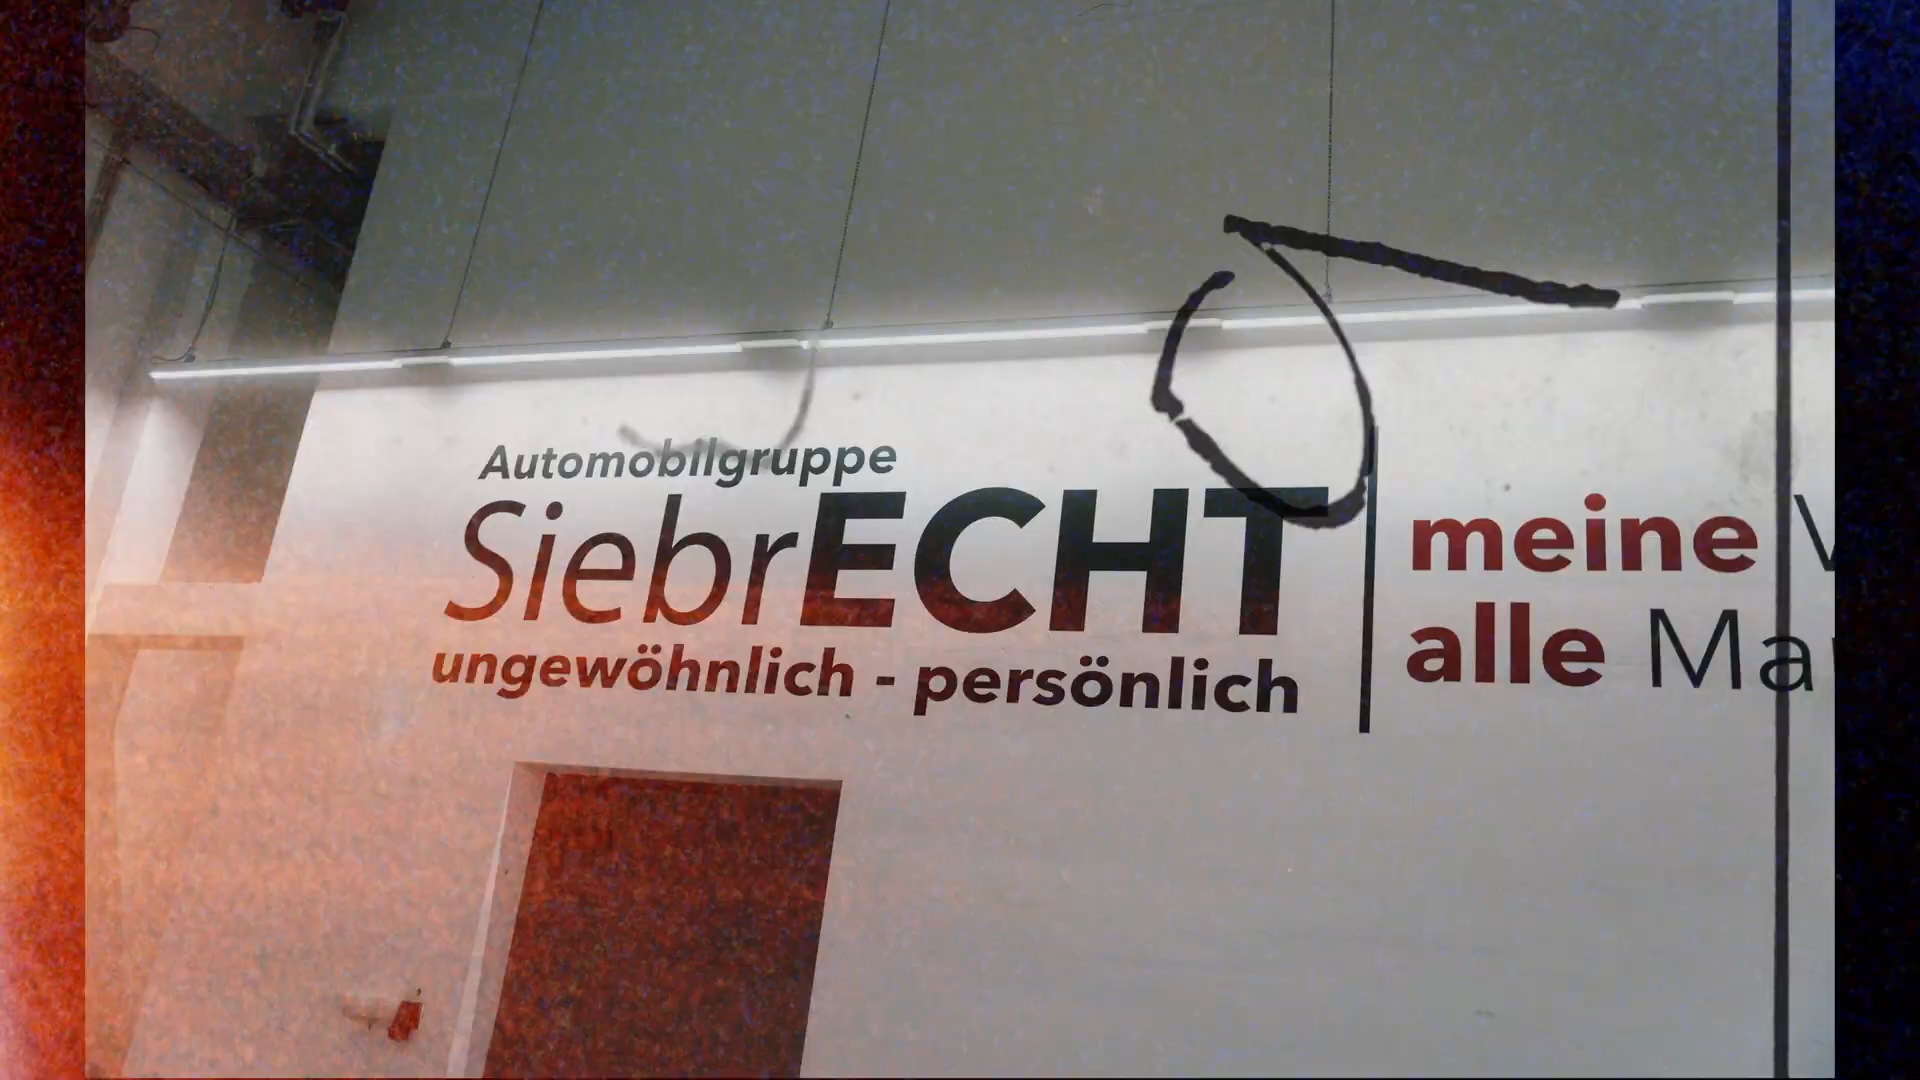 Automobilgruppe
SiebrECHT
ungewöhnlich - persönlich
meine
alle